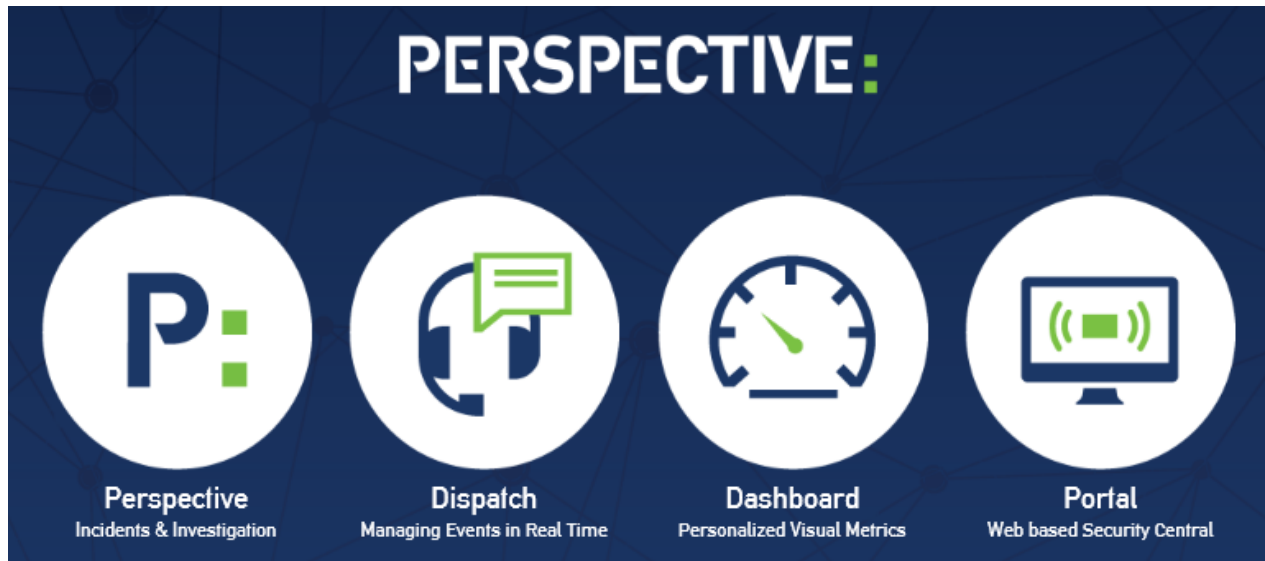 PERSPECTIVE:
P:
Perspective
Incidents & Investigation
Dispatch
Managing Events in Real Time
Dashboard
Personalized Visual Metrics
Portal
Web based Security Central